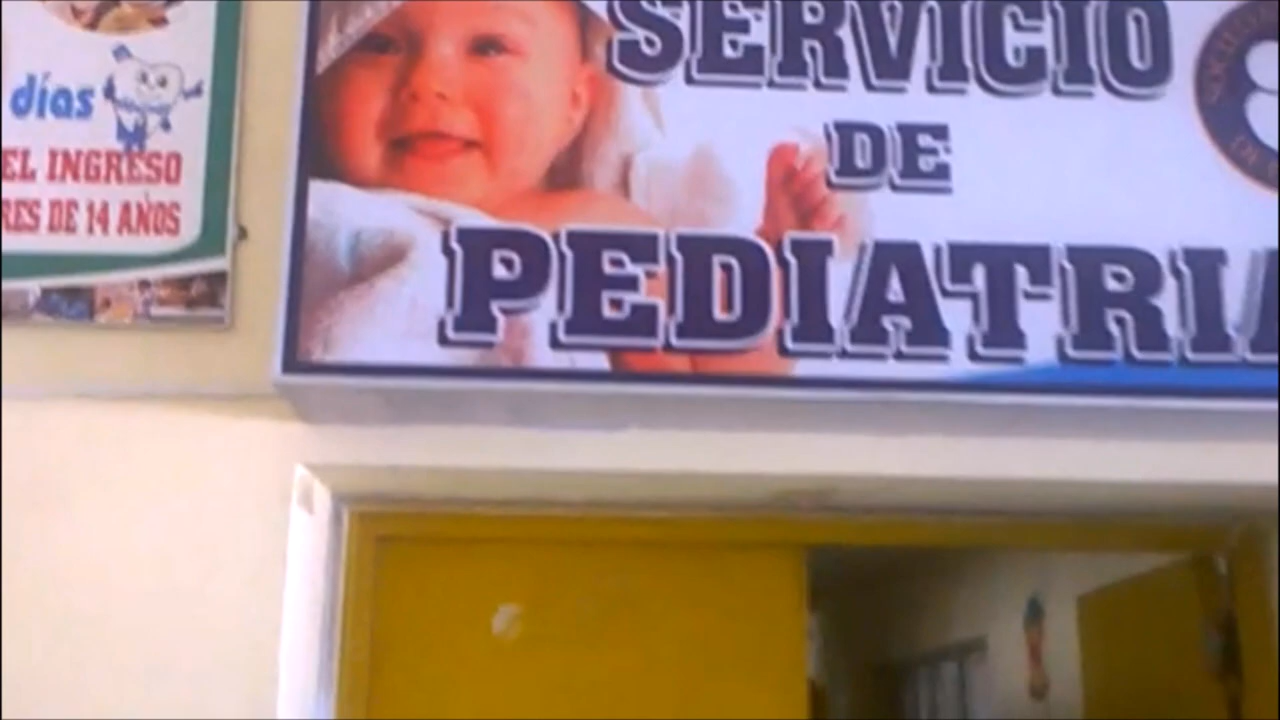 días
EL INGRESO
RES DE 14 AÑOS
SERVICIO
DE
PEDIATRIA